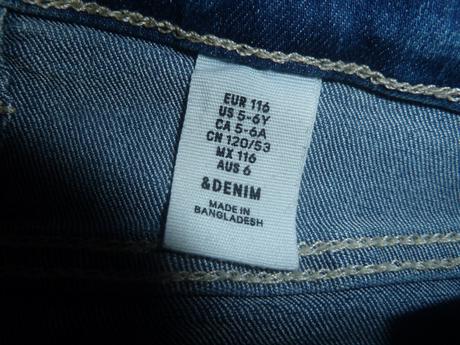 EUR 116
US 5-6Y
CA 5-6A
CN 120/53
MX 116
AUS 6
&DENIM
MADE IN
BANGLADESH